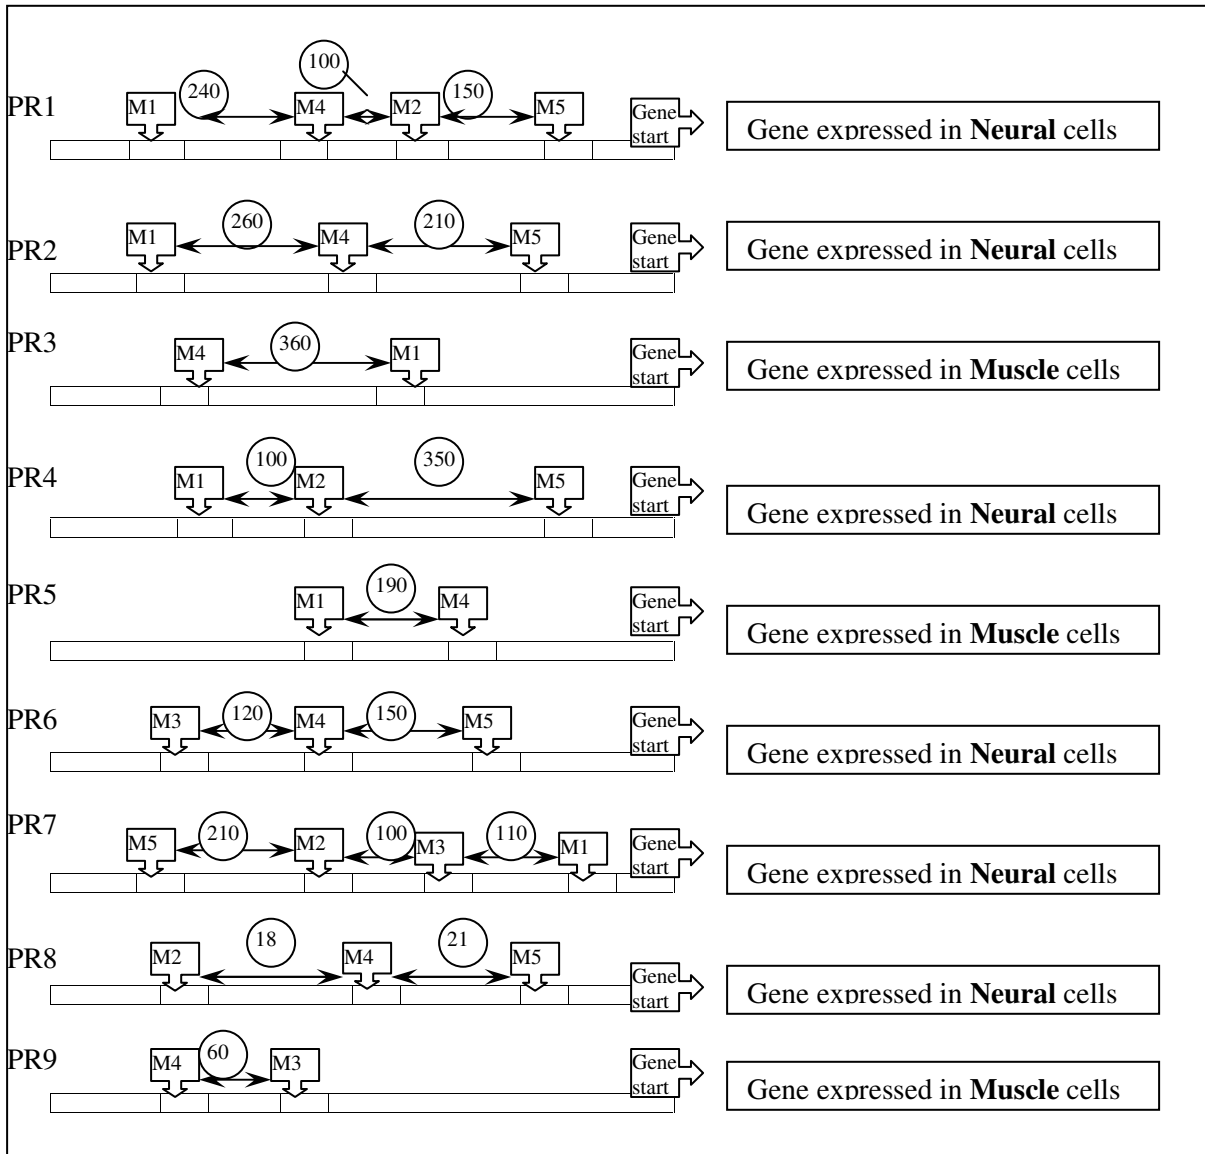 100
240 150
PR1 M1 M4 M2 M5 Gene start Gene expressed in Neural cells
260 210
PR2 M1 M4 M5 Gene start Gene expressed in Neural cells
360
PR3 M4 M1 Gene start Gene expressed in Muscle cells
100 350
PR4 M1 M2 M5 Gene start Gene expressed in Neural cells
190
PR5 M1 M4 Gene start Gene expressed in Muscle cells
120 150
PR6 M3 M4 M5 Gene start Gene expressed in Neural cells
210 100 110
PR7 M5 M2 M3 M1 Gene start Gene expressed in Neural cells
18 21
PR8 M2 M4 M5 Gene start Gene expressed in Neural cells
60
PR9 M4 M3 Gene start Gene expressed in Muscle cells